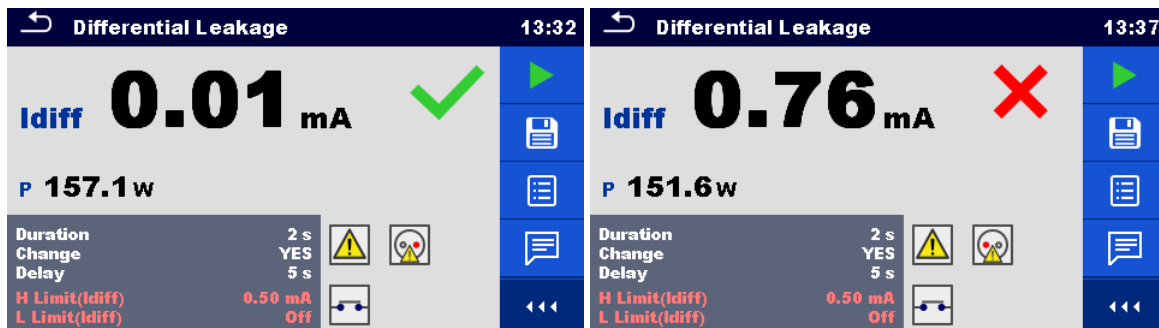 Differential Leakage 13:32
Idiff 0.01 mA
P 157.1 W
Duration 2 s
Change YES
Delay 5 s
H Limit(Idiff) 0.50 mA
L Limit(Idiff) Off
Differential Leakage 13:37
Idiff 0.76 mA
P 151.6 W
Duration 2 s
Change YES
Delay 5 s
H Limit(Idiff) 0.50 mA
L Limit(Idiff) Off